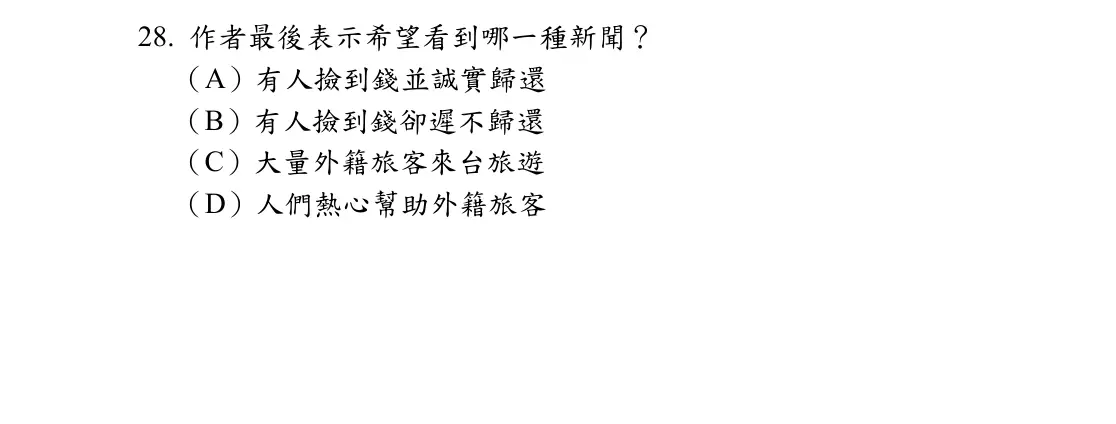 28. 作者最後表示希望看到哪一種新聞？
（A）有人撿到錢並誠實歸還
（B）有人撿到錢卻遲不歸還
（C）大量外籍旅客來台旅遊
（D）人們熱心幫助外籍旅客